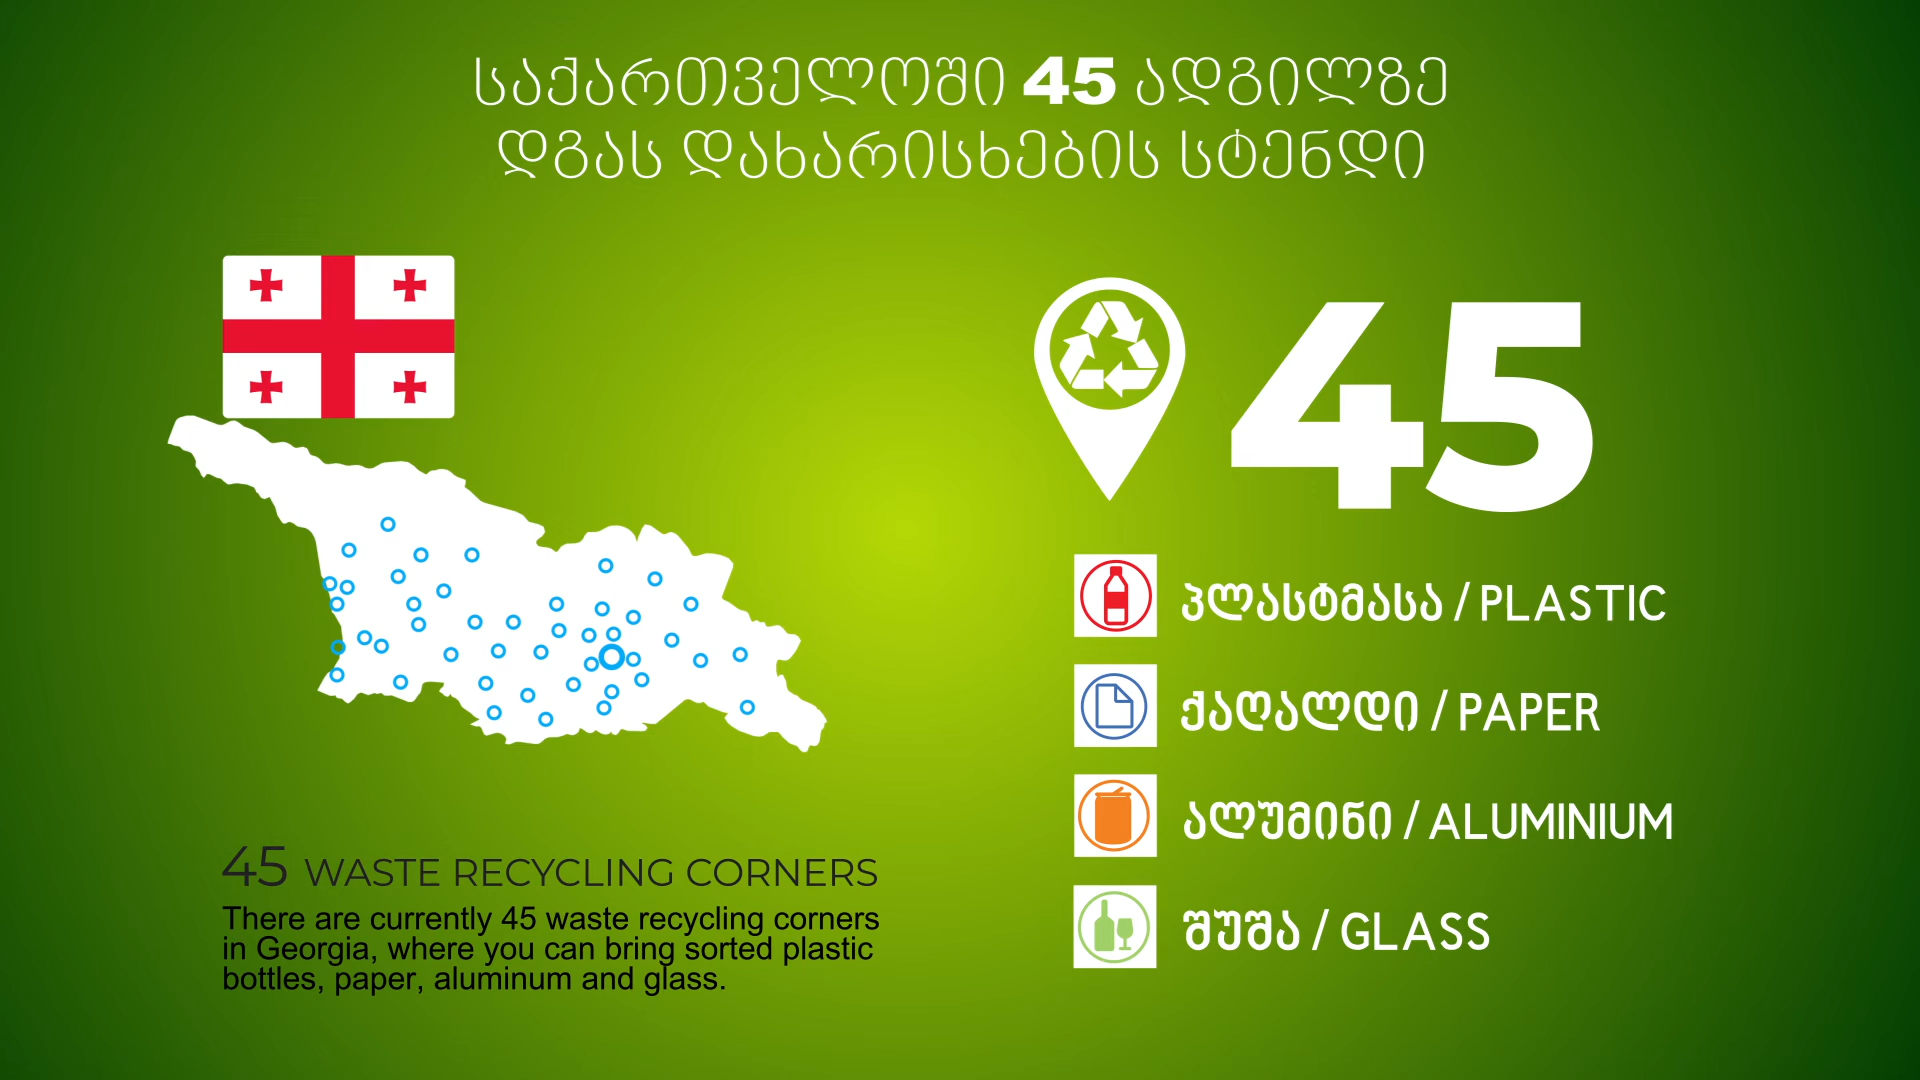 საქართველოში 45 ადგილზე
დგას დახარისხების სტენდი
45
პლასტმასა / PLASTIC
ქაღალდი / PAPER
ალუმინი / ALUMINIUM
შუშა / GLASS
45 WASTE RECYCLING CORNERS
There are currently 45 waste recycling corners
in Georgia, where you can bring sorted plastic
bottles, paper, aluminum and glass.